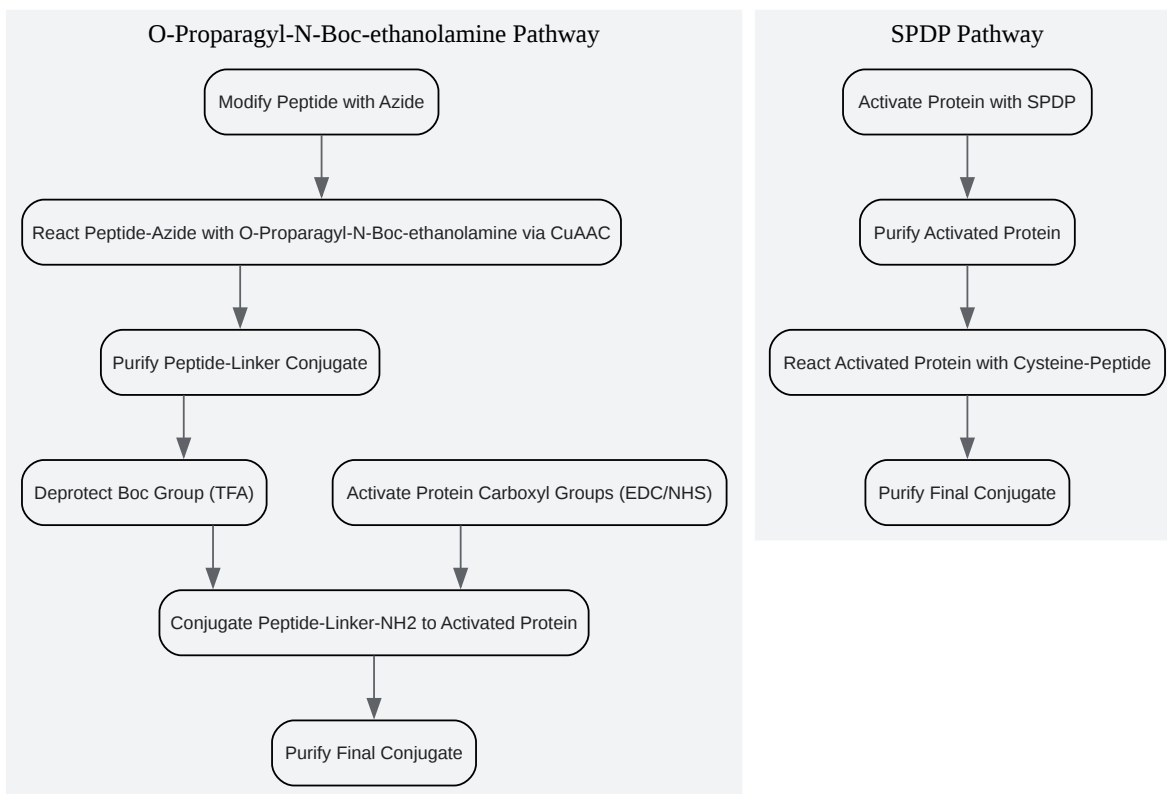 O-Proparagyl-N-Boc-ethanolamine Pathway
Modify Peptide with Azide
React Peptide-Azide with O-Proparagyl-N-Boc-ethanolamine via CuAAC
Purify Peptide-Linker Conjugate
Deprotect Boc Group (TFA)
Activate Protein Carboxyl Groups (EDC/NHS)
Conjugate Peptide-Linker-NH2 to Activated Protein
Purify Final Conjugate
SPDP Pathway
Activate Protein with SPDP
Purify Activated Protein
React Activated Protein with Cysteine-Peptide
Purify Final Conjugate